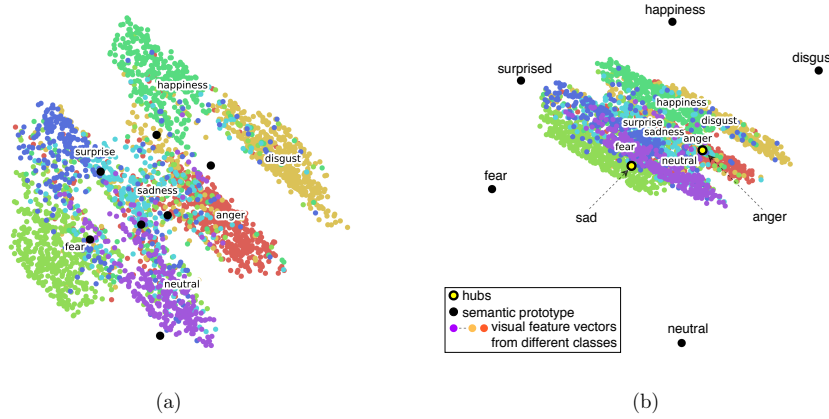 happiness
surprise
disgust
sadness
anger
fear
neutral
(a)
happiness
disgust
surprised
happiness
disgust
surprise
anger
sadness
fear
neutral
fear
sad
anger
hubs
semantic prototype
visual feature vectors
from different classes
neutral
(b)